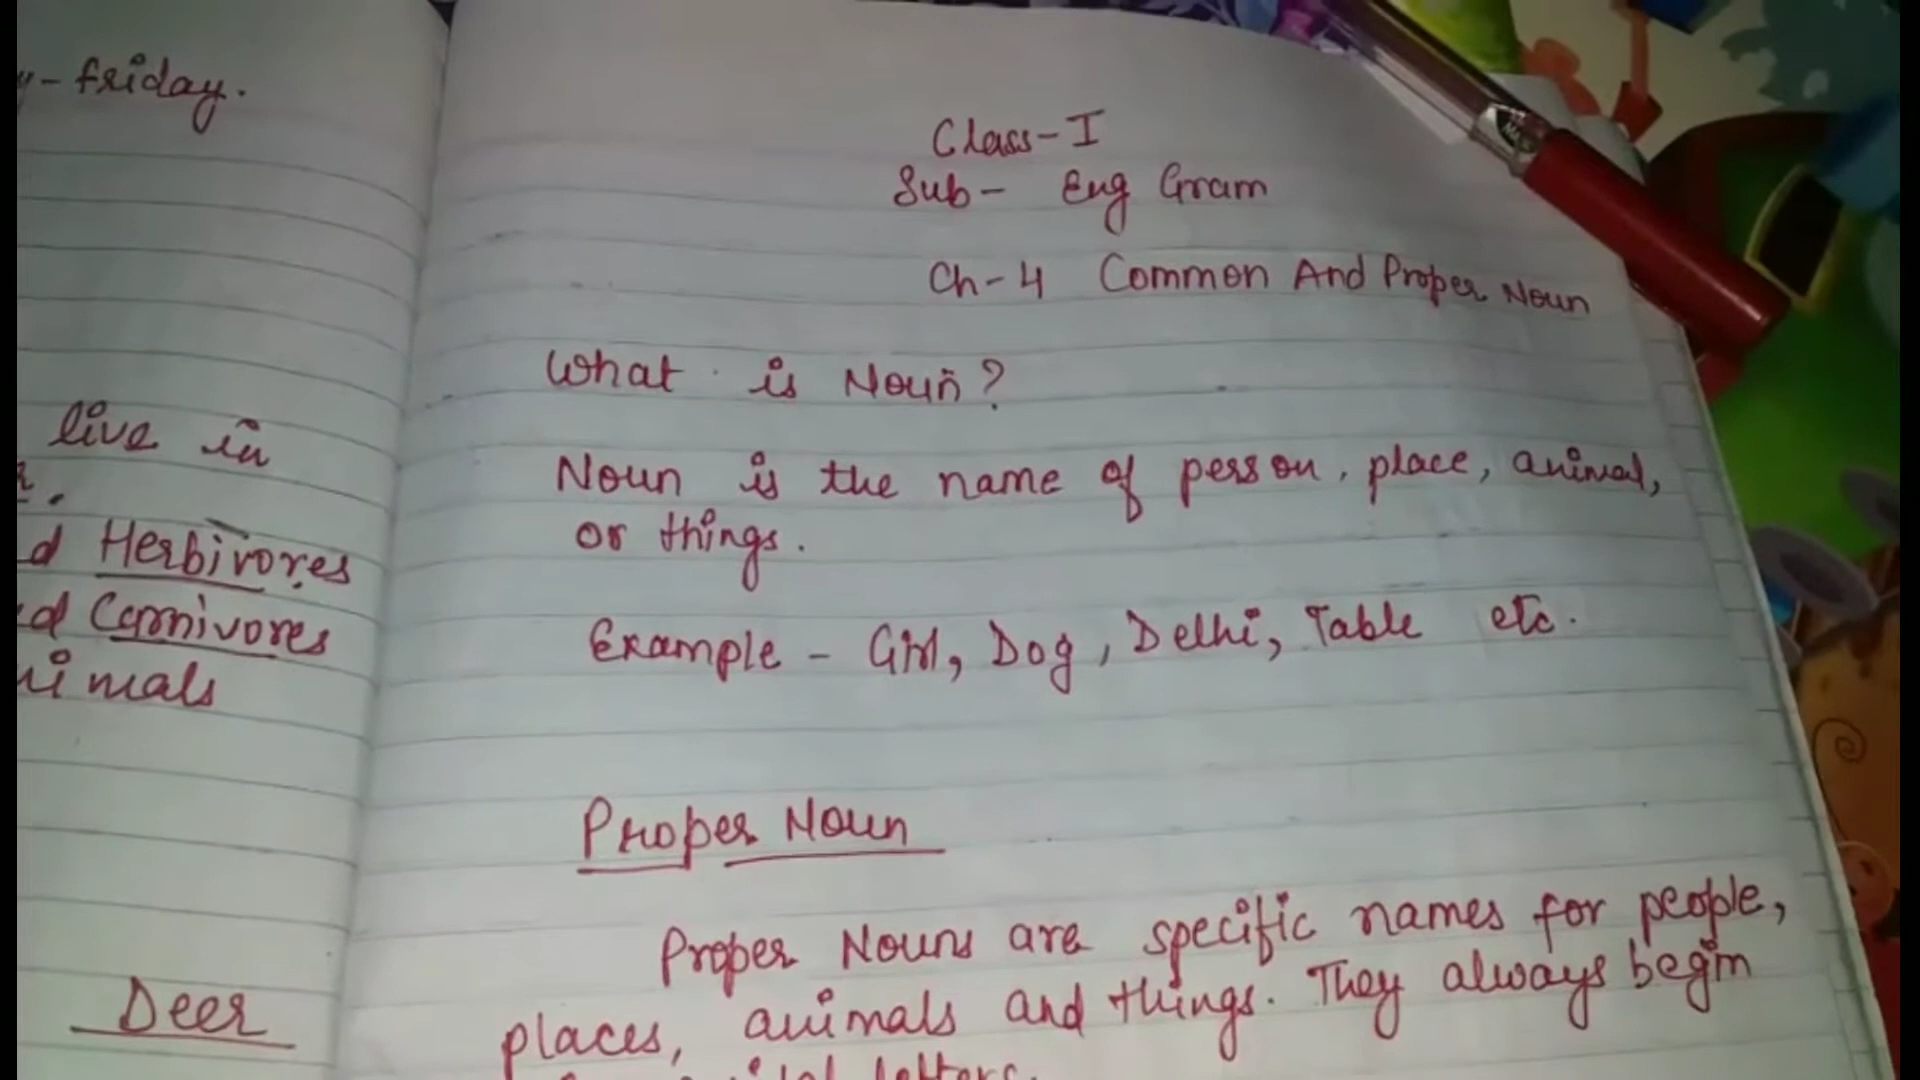 friday.
live in
Herbivores
Carnivores
Deer
Class-I
Sub- Eng Gram
Ch-4 Common And Proper Noun
What is Noun?
Noun is the name of person, place, animal,
or things.
Example - Girl, Dog, Delhi, Table etc.
Proper Noun
Proper Nouns are specific names for people,
places, animals and things. They always begin
letters.